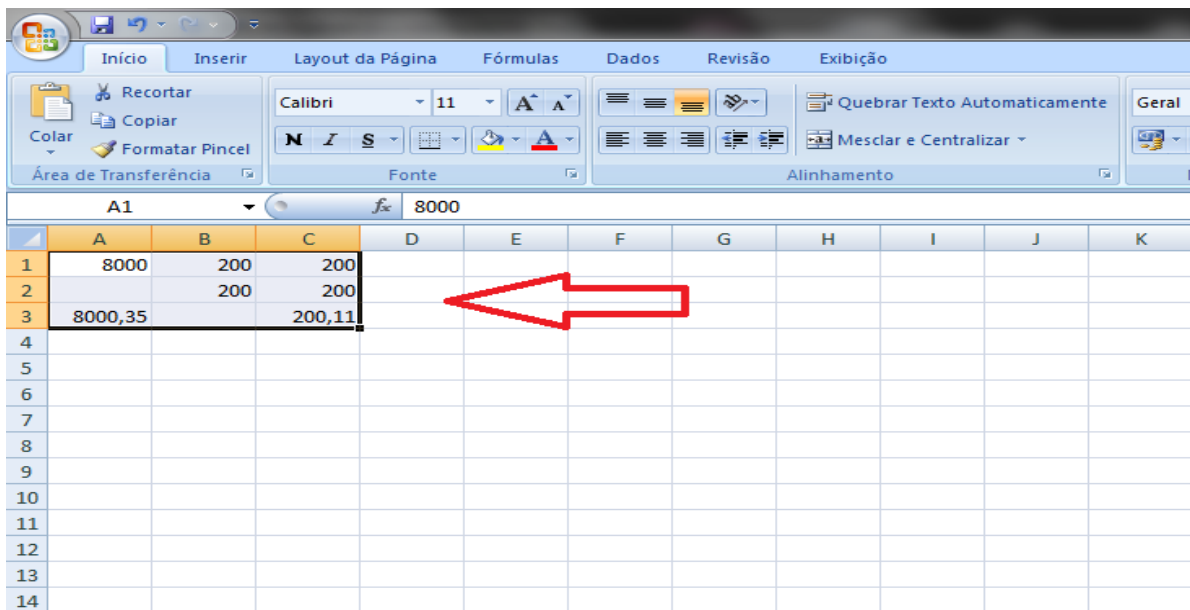 Início Inserir Layout da Página Fórmulas Dados Revisão Exibição
Recortar
Copiar
Colar
Formatar Pincel
Área de Transferência
Calibri 11 A A
N I S A
Fonte
Quebrar Texto Automaticamente
Mesclar e Centralizar
Alinhamento
Geral
A1 fx 8000
A B C D E F G H I J K
1 8000 200 200
2 200 200
3 8000,35 200,11
4
5
6
7
8
9
10
11
12
13
14